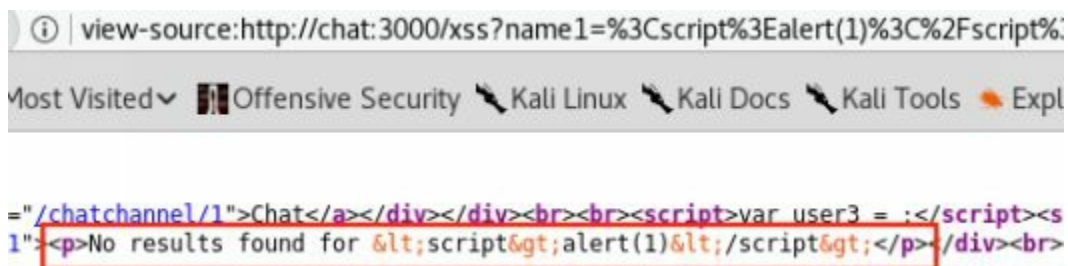 view-source:http://chat:3000/xss?name1=%3Cscript%3Ealert(1)%3C%2Fscript%
Most Visited Offensive Security Kali Linux Kali Docs Kali Tools Expl
="/chatchannel/1">Chat</a></div></div><br><br><script>var user3 = :</script><s
1"><p>No results found for &lt;script&gt;alert(1)&lt;/script&gt;</p></div><br>